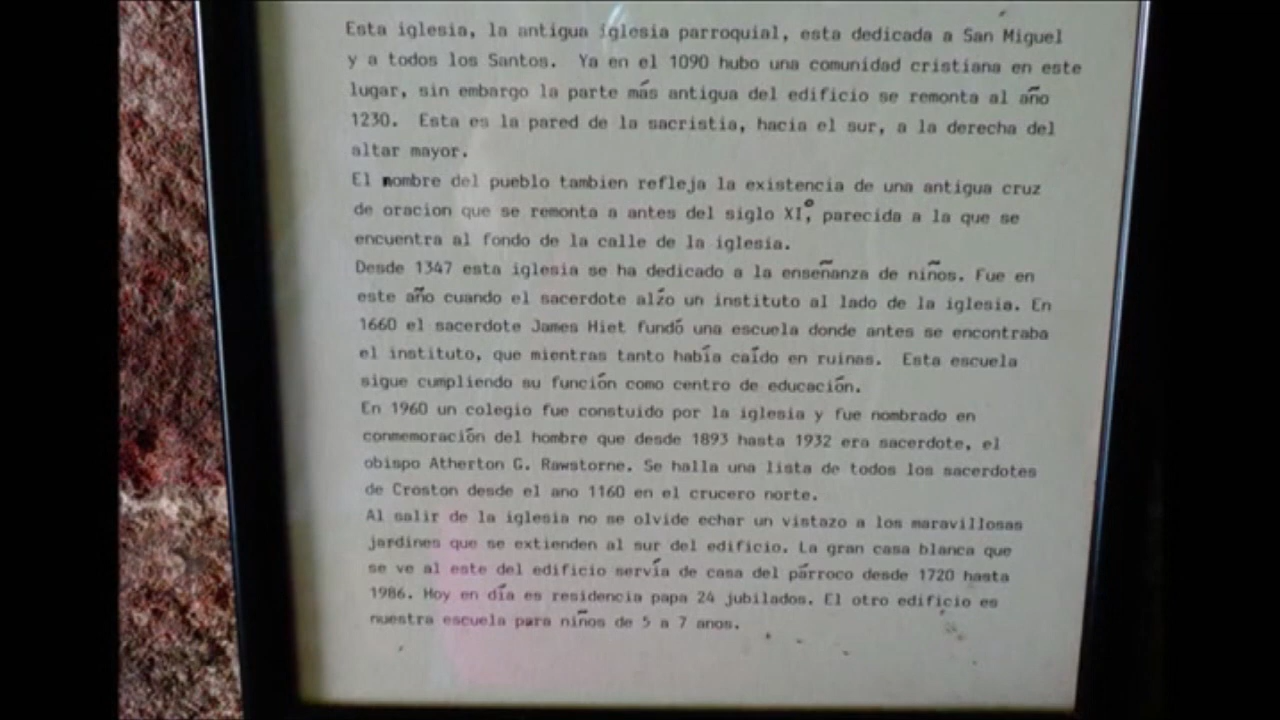 Esta iglesia, la antigua iglesia parroquial, esta dedicada a San Miguel
y a todos los Santos. Ya en el 1090 hubo una comunidad cristiana en este
lugar, sin embargo la parte más antigua del edificio se remonta al año
1230. Esta es la pared de la sacristia, hacia el sur, a la derecha del
altar mayor.
El nombre del pueblo tambien refleja la existencia de una antigua cruz
de oracion que se remonta a antes del siglo XIº, parecida a la que se
encuentra al fondo de la calle de la iglesia.
Desde 1347 esta iglesia se ha dedicado a la enseñanza de niños. Fue en
este año cuando el sacerdote alzo un instituto al lado de la iglesia. En
1660 el sacerdote James Hiet fundó una escuela donde antes se encontraba
el instituto, que mientras tanto había caído en ruinas. Esta escuela
sigue cumpliendo su función como centro de educación.
En 1960 un colegio fue constuido por la iglesia y fue nombrado en
conmemoración del hombre que desde 1893 hasta 1932 era sacerdote, el
obispo Atherton G. Rawstorne. Se halla una lista de todos los sacerdotes
de Croston desde el ano 1160 en el crucero norte.
Al salir de la iglesia no se olvide echar un vistazo a los maravillosas
jardines que se extienden al sur del edificio. La gran casa blanca que
se ve al este del edificio servía de casa del párroco desde 1720 hasta
1986. Hoy en día es residencia papa 24 jubilados. El otro edificio es
nuestra escuela para niños de 5 a 7 anos.